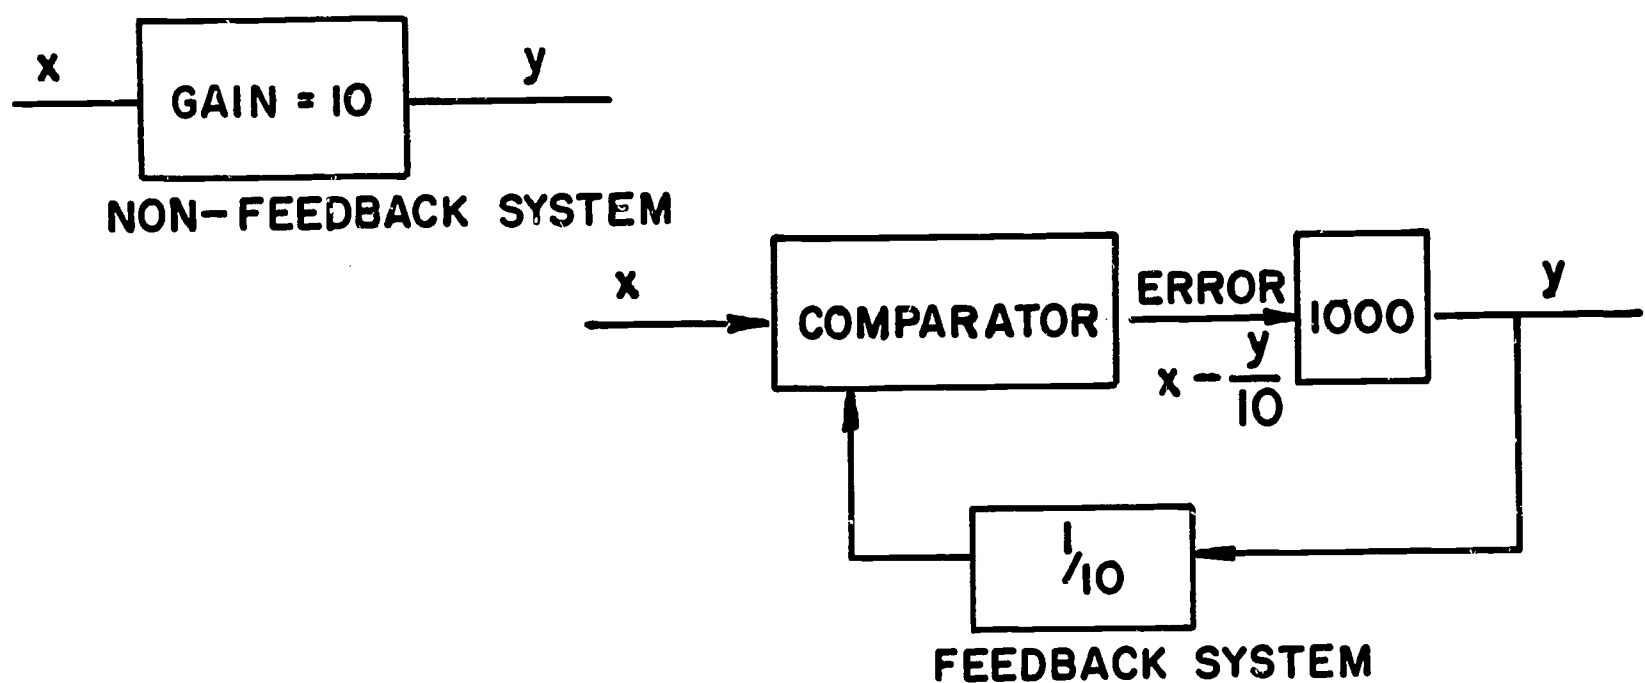 x
y
GAIN = 10
NON-FEEDBACK SYSTEM
x
COMPARATOR
ERROR
x - y/10
1000
y
1/10
FEEDBACK SYSTEM